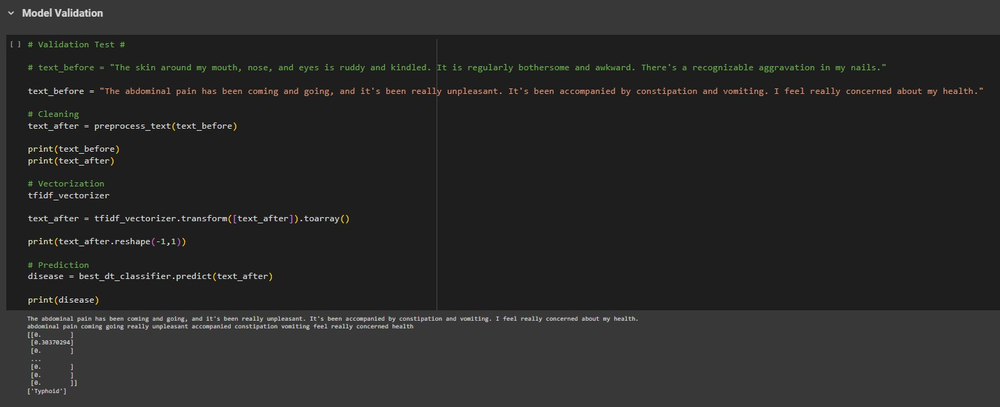 Model Validation
[ ] # Validation Test #
# text_before = "The skin around my mouth, nose, and eyes is ruddy and kindled. It is regularly bothersome and awkward. There's a recognizable aggravation in my nails."
text_before = "The abdominal pain has been coming and going, and it's been really unpleasant. It's been accompanied by constipation and vomiting. I feel really concerned about my health."
# Cleaning
text_after = preprocess_text(text_before)
print(text_before)
print(text_after)
# Vectorization
tfidf_vectorizer
text_after = tfidf_vectorizer.transform([text_after]).toarray()
print(text_after.reshape(-1,1))
# Prediction
disease = best_dt_classifier.predict(text_after)
print(disease)
The abdominal pain has been coming and going, and it's been really unpleasant. It's been accompanied by constipation and vomiting. I feel really concerned about my health.
abdominal pain coming going really unpleasant accompanied constipation vomiting feel really concerned health
[[0.        ]
 [0.30370294]
 [0.        ]
 ...
 [0.        ]
 [0.        ]
 [0.        ]]
['Typhoid']